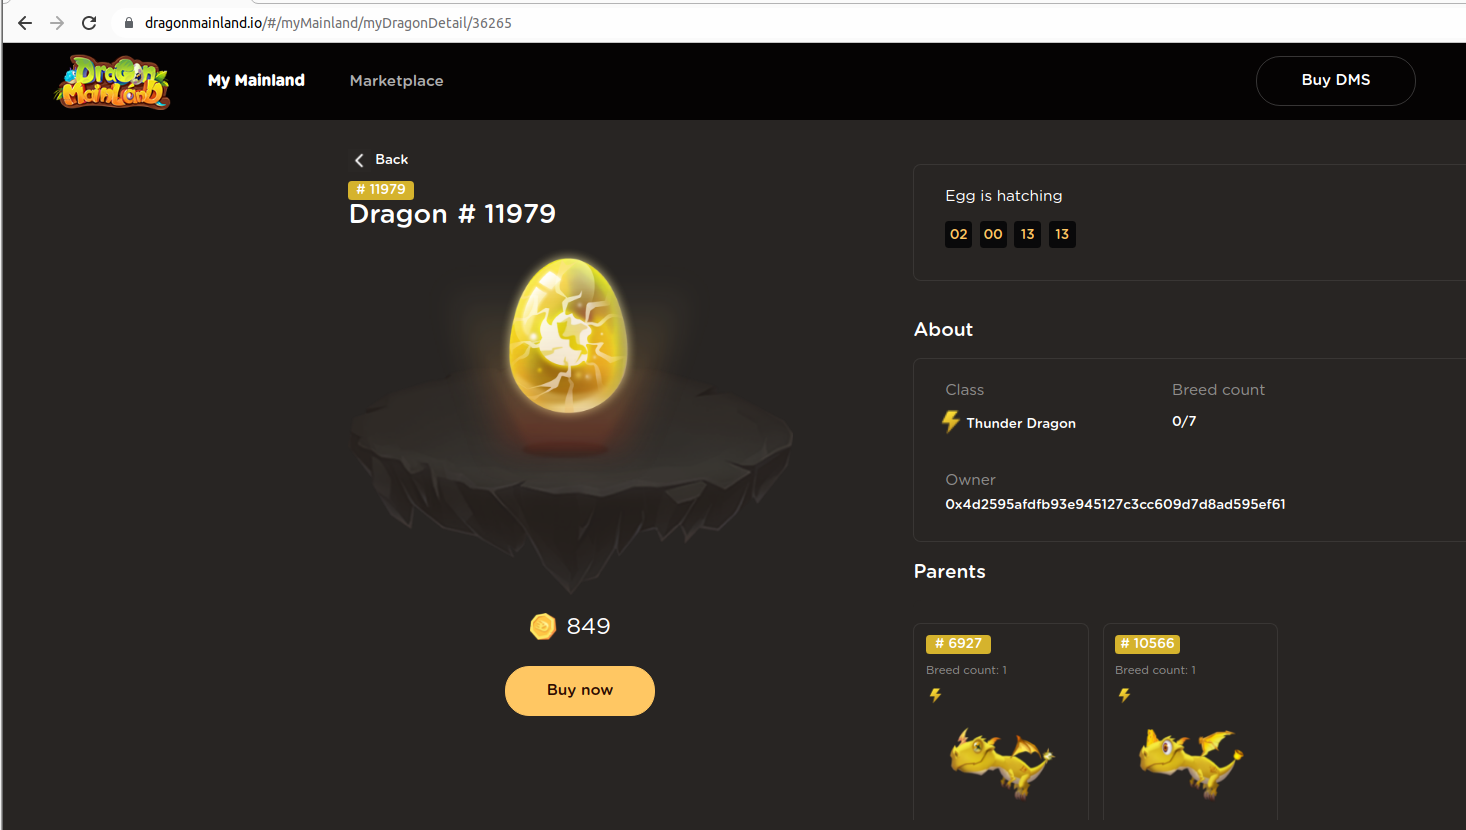 dragonmainland.io/#/myMainland/myDragonDetail/36265
Dragon
MainLand
My Mainland
Marketplace
Buy DMS
Back
# 11979
Dragon # 11979
849
Buy now
Egg is hatching
02 00 13 13
About
Class
Breed count
Thunder Dragon
0/7
Owner
0x4d2595afdfb93e945127c3cc609d7d8ad595ef61
Parents
# 6927
Breed count: 1
# 10566
Breed count: 1